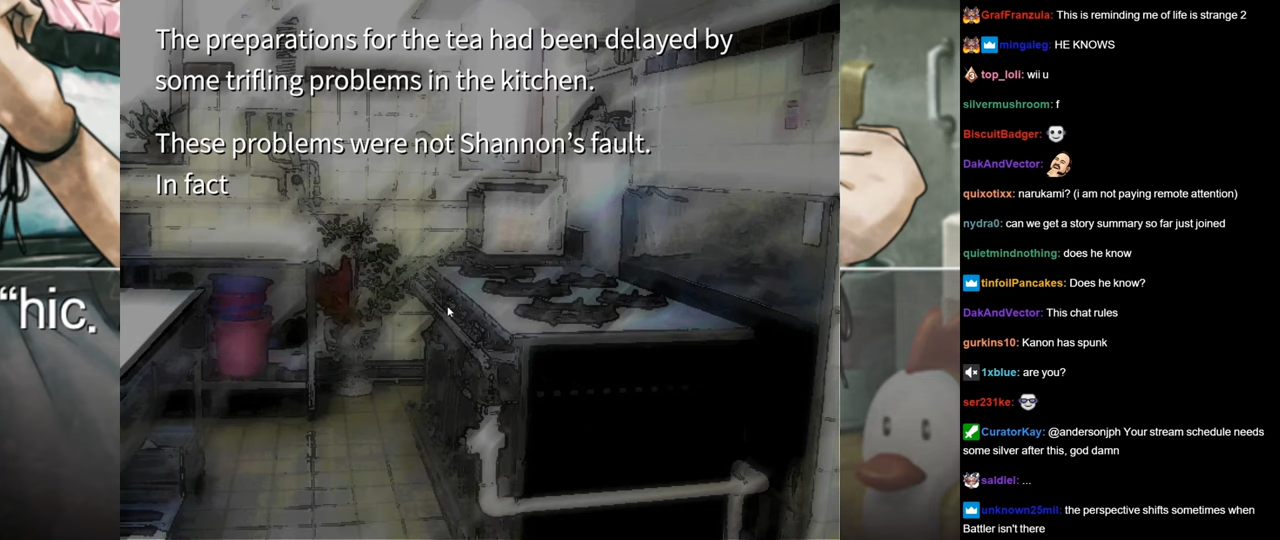 The preparations for the tea had been delayed by
some trifling problems in the kitchen.
These problems were not Shannon's fault.
In fact
“hic.
GrafFranzula: This is reminding me of life is strange 2
mingaleg: HE KNOWS
top_loli: wii u
silvermushroom: f
BiscuitBadger:
DakAndVector:
quixotixx: narukami? (i am not paying remote attention)
nydra0: can we get a story summary so far just joined
quietmindnothing: does he know
tinfoilPancakes: Does he know?
DakAndVector: This chat rules
gurkins10: Kanon has spunk
1xblue: are you?
ser231ke:
CuratorKay: @andersonjph Your stream schedule needs
some silver after this, god damn
saldiel: ...
unknown25mil: the perspective shifts sometimes when
Battler isn't there